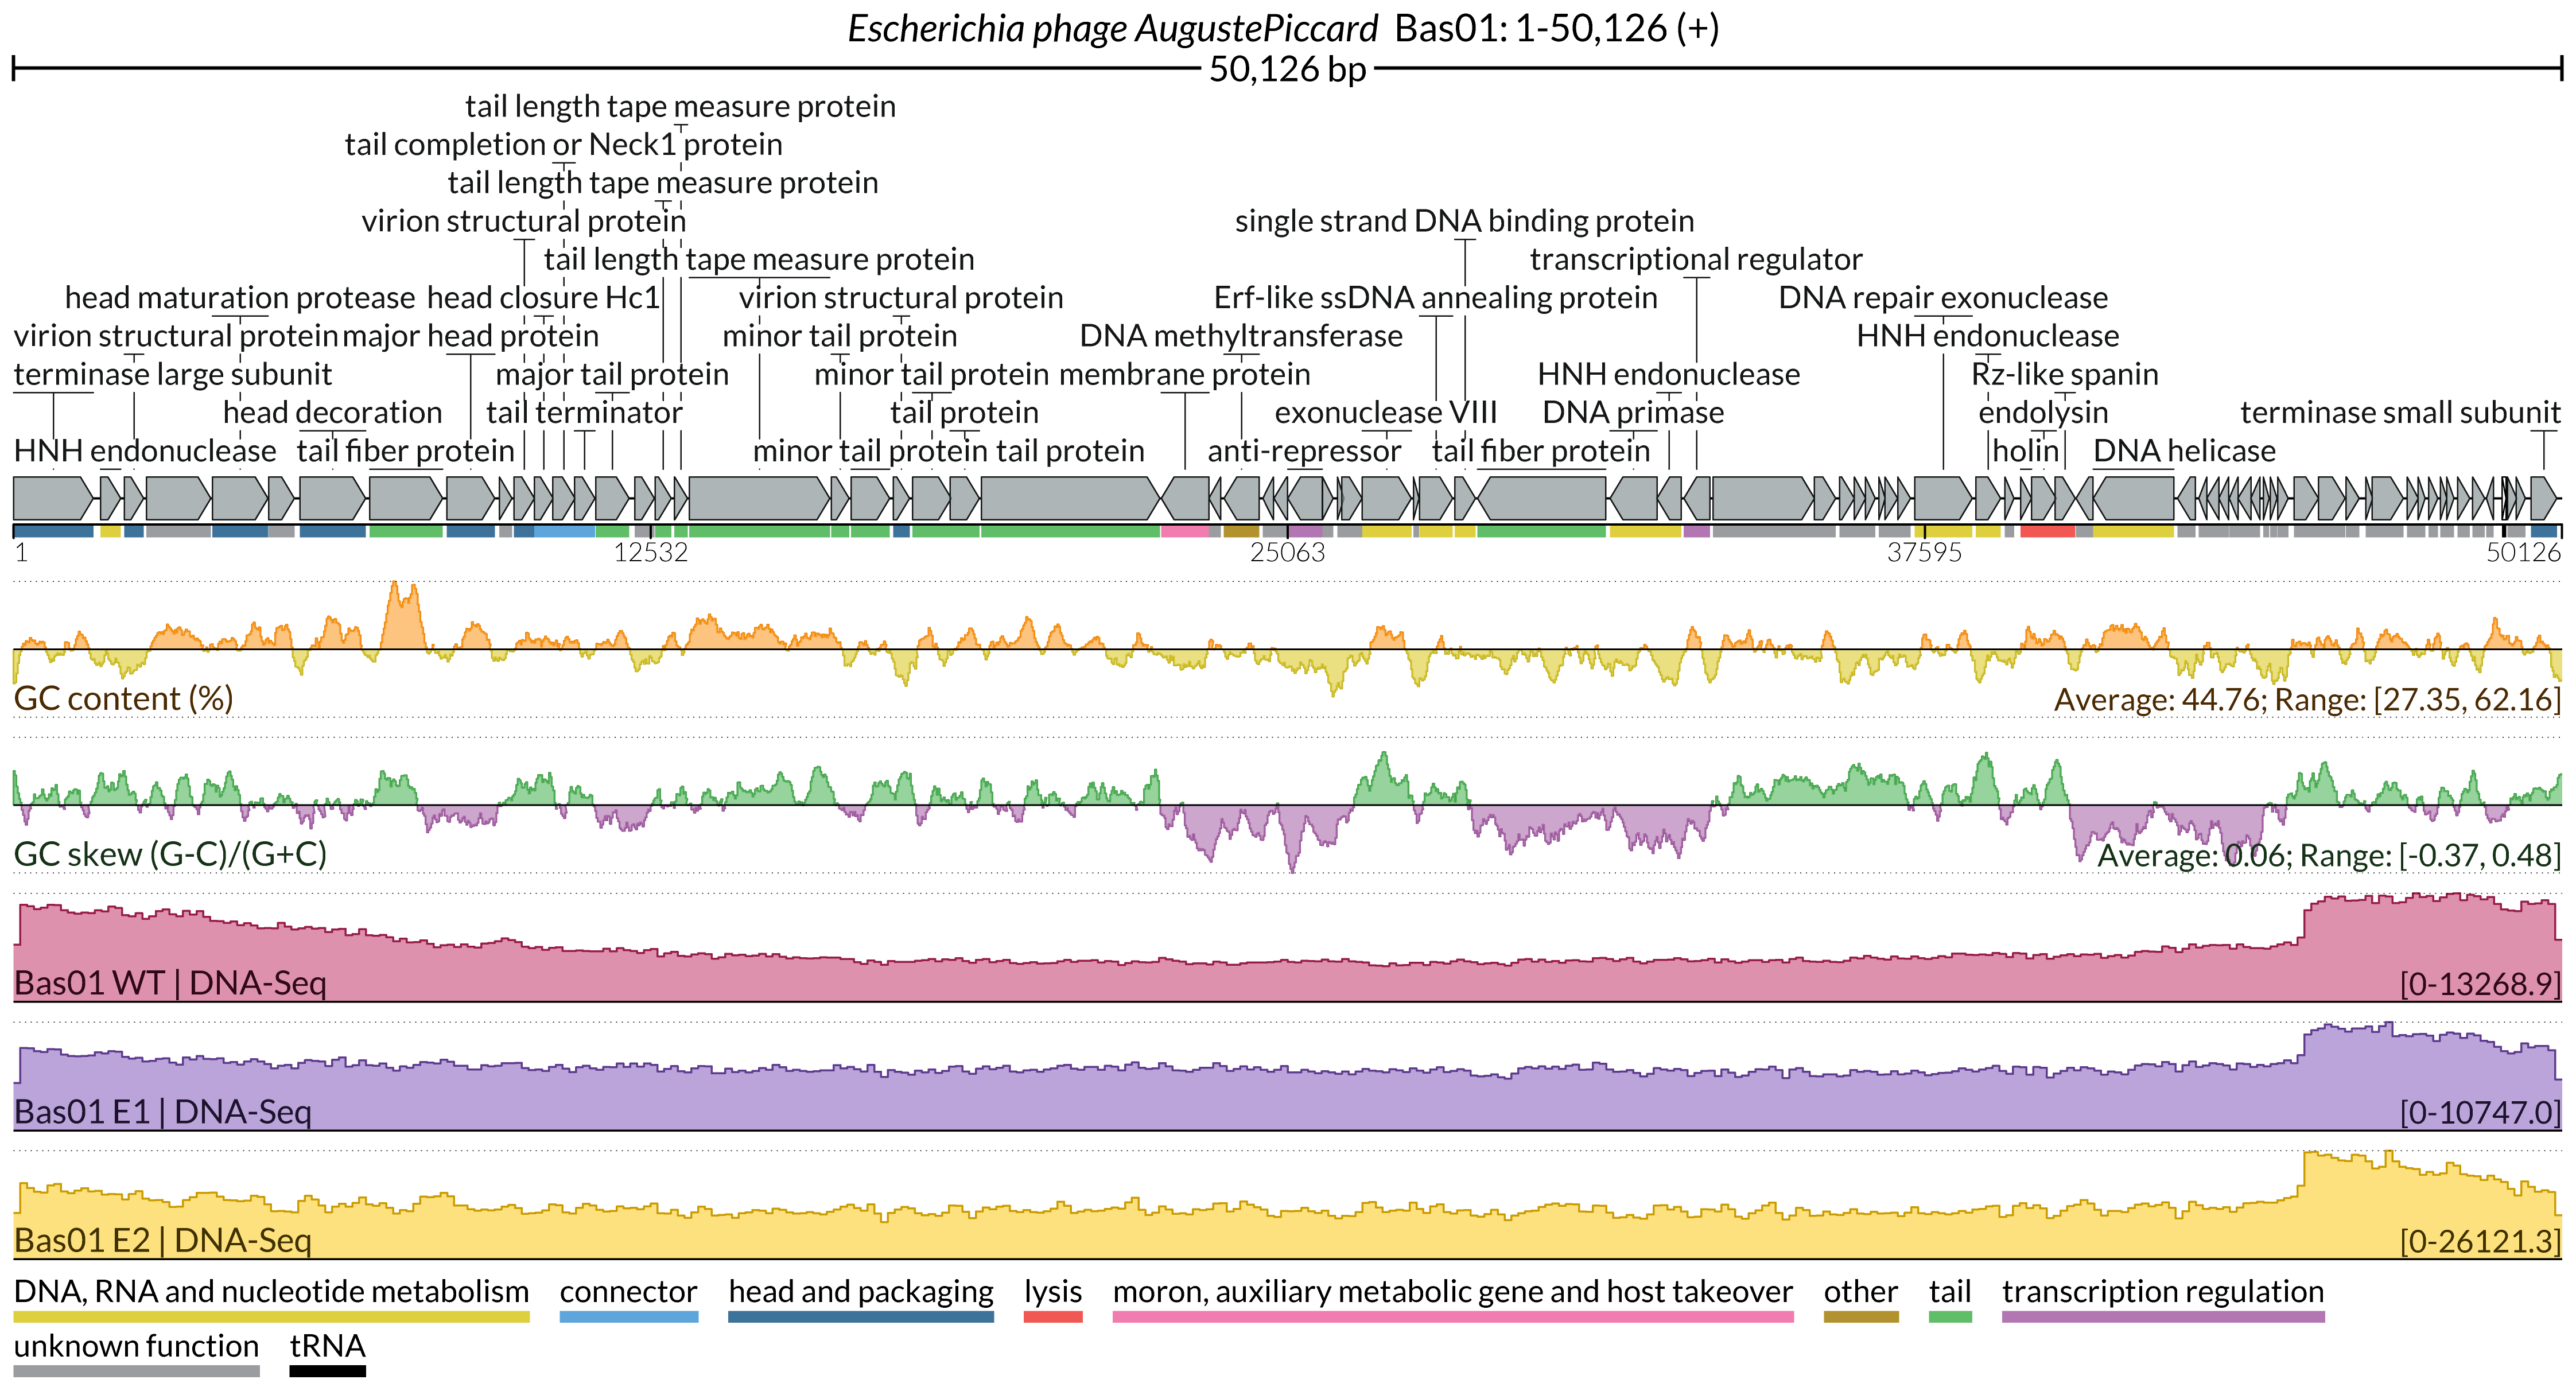 Escherichia phage AugustePiccard Bas01: 1-50,126 (+)
50,126 bp
tail length tape measure protein
tail completion or Neck1 protein
tail length tape measure protein
virion structural protein single strand DNA binding protein
tail length tape measure protein transcriptional regulator
head maturation protease head closure Hc1 virion structural protein Erf-like ssDNA annealing protein DNA repair exonuclease
virion structural protein major head protein minor tail protein DNA methyltransferase HNH endonuclease
terminase large subunit major tail protein minor tail protein membrane protein HNH endonuclease Rz-like spanin
head decoration tail terminator tail protein exonuclease VIII DNA primase endolysin terminase small subunit
HNH endonuclease tail fiber protein minor tail protein tail protein anti-repressor tail fiber protein holin DNA helicase
1 12532 25063 37595 50126
GC content (%) Average: 44.76; Range: [27.35, 62.16]
GC skew (G-C)/(G+C) Average: 0.06; Range: [-0.37, 0.48]
Bas01 WT | DNA-Seq [0-13268.9]
Bas01 E1 | DNA-Seq [0-10747.0]
Bas01 E2 | DNA-Seq [0-26121.3]
DNA, RNA and nucleotide metabolism connector head and packaging lysis moron, auxiliary metabolic gene and host takeover other tail transcription regulation
unknown function tRNA